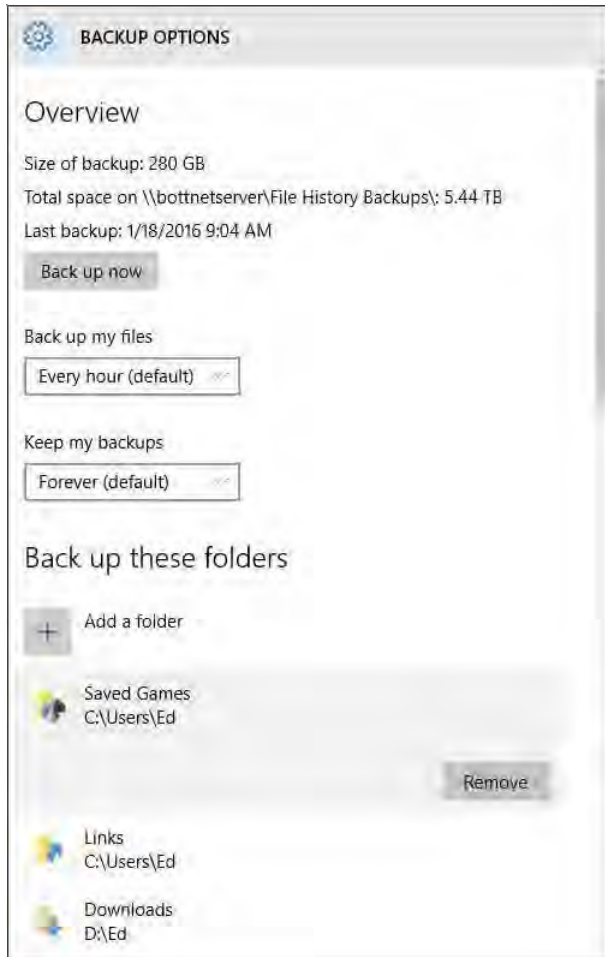 BACKUP OPTIONS
Overview
Size of backup: 280 GB
Total space on \\bottnetserver\File History Backups\: 5.44 TB
Last backup: 1/18/2016 9:04 AM
Back up now
Back up my files
Every hour (default)
Keep my backups
Forever (default)
Back up these folders
+ Add a folder
Saved Games
C:\Users\Ed
Remove
Links
C:\Users\Ed
Downloads
D:\Ed